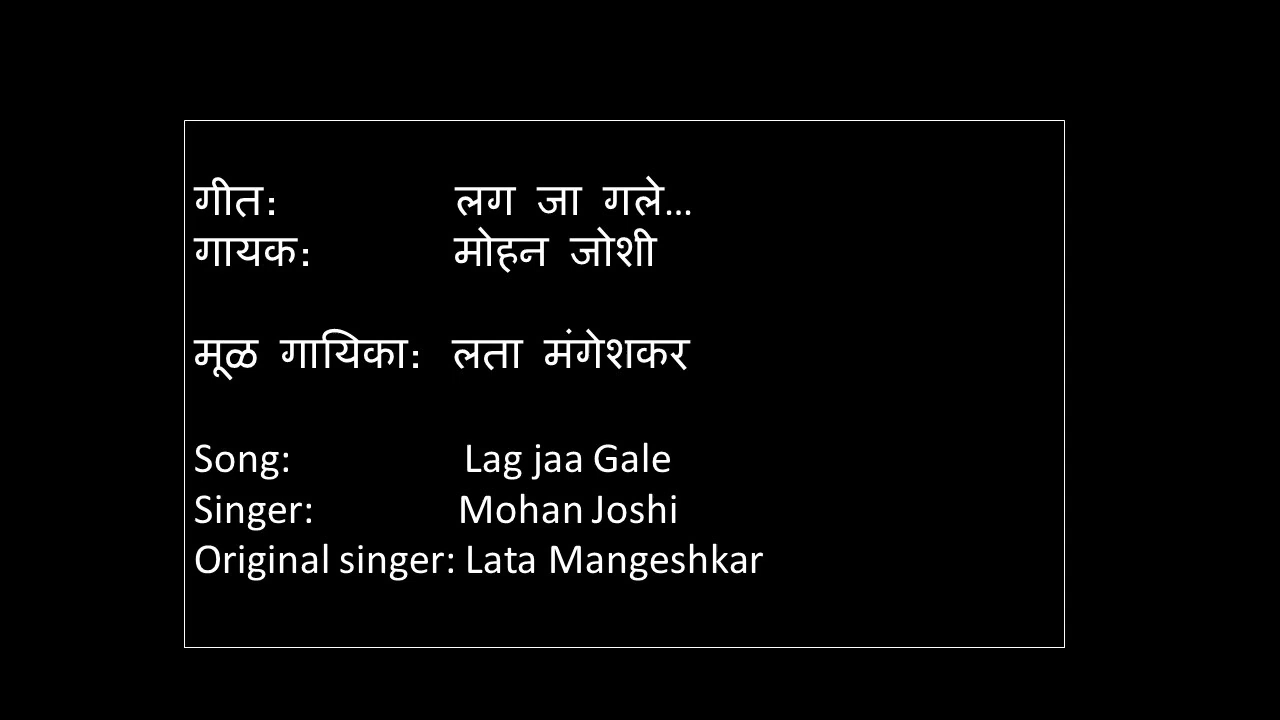 गीत: लग जा गले...
गायक: मोहन जोशी
मूळ गायिका: लता मंगेशकर
Song: Lag jaa Gale
Singer: Mohan Joshi
Original singer: Lata Mangeshkar